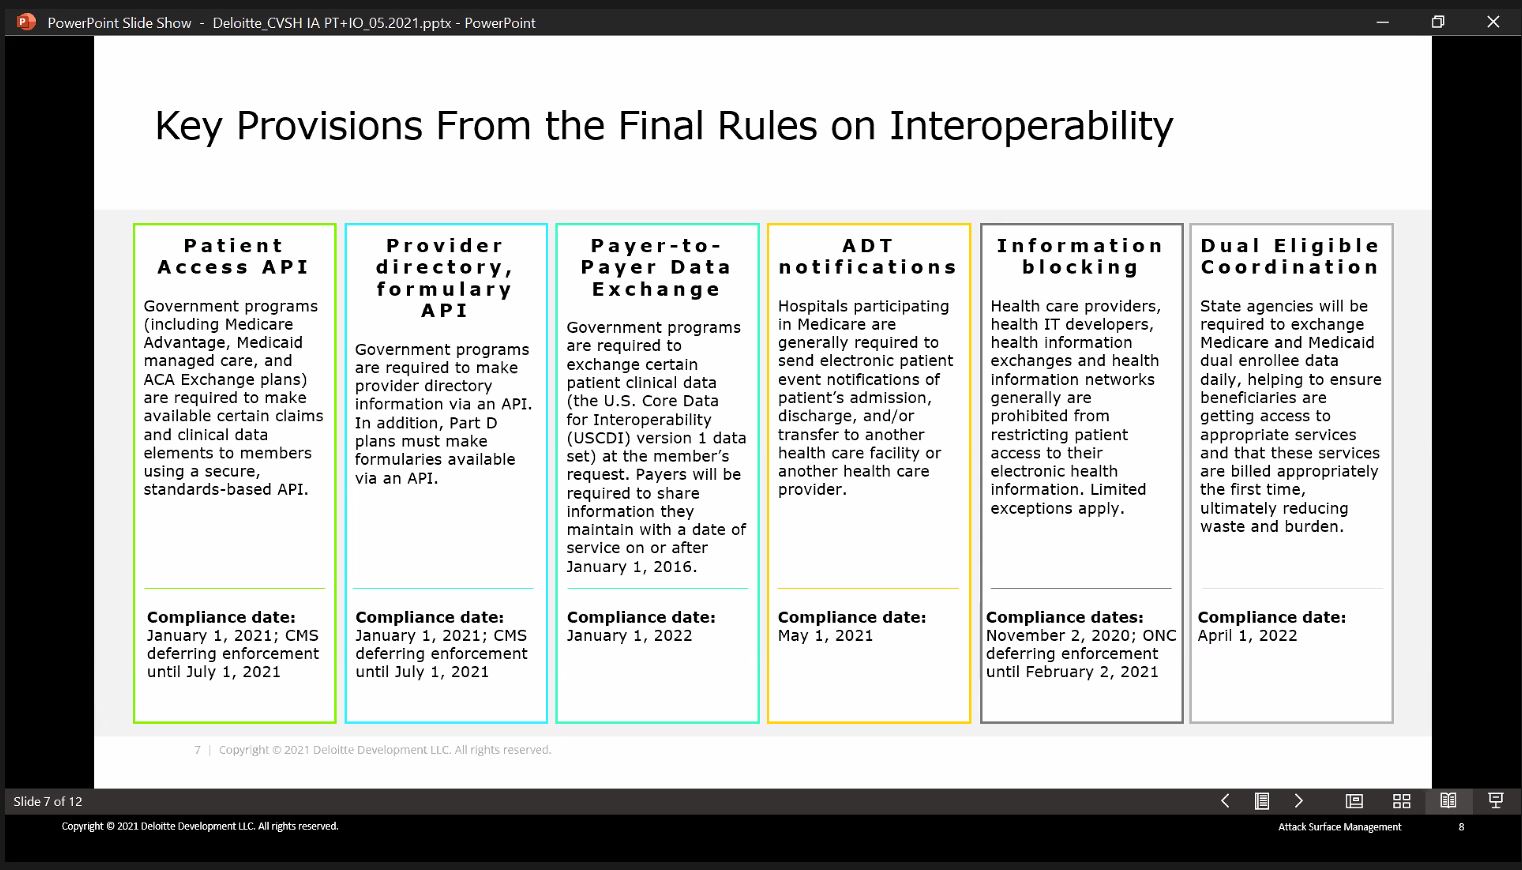 PowerPoint Slide Show - Deloitte_CVSH IA PT+IO_05.2021.pptx - PowerPoint
Key Provisions From the Final Rules on Interoperability
Patient
Access API
Government programs
(including Medicare
Advantage, Medicaid
managed care, and
ACA Exchange plans)
are required to make
available certain claims
and clinical data
elements to members
using a secure,
standards-based API.
Compliance date:
January 1, 2021; CMS
deferring enforcement
until July 1, 2021
Provider
directory,
formulary
API
Government programs
are required to make
provider directory
information via an API.
In addition, Part D
plans must make
formularies available
via an API.
Compliance date:
January 1, 2021; CMS
deferring enforcement
until July 1, 2021
Payer-to-
Payer Data
Exchange
Government programs
are required to
exchange certain
patient clinical data
(the U.S. Core Data
for Interoperability
(USCDI) version 1 data
set) at the member's
request. Payers will be
required to share
information they
maintain with a date of
service on or after
January 1, 2016.
Compliance date:
January 1, 2022
ADT
notifications
Hospitals participating
in Medicare are
generally required to
send electronic patient
event notifications of
patient's admission,
discharge, and/or
transfer to another
health care facility or
another health care
provider.
Compliance date:
May 1, 2021
Information
blocking
Health care providers,
health IT developers,
health information
exchanges and health
information networks
generally are
prohibited from
restricting patient
access to their
electronic health
information. Limited
exceptions apply.
Compliance dates:
November 2, 2020; ONC
deferring enforcement
until February 2, 2021
Dual Eligible
Coordination
State agencies will be
required to exchange
Medicare and Medicaid
dual enrollee data
daily, helping to ensure
beneficiaries are
getting access to
appropriate services
and that these services
are billed appropriately
the first time,
ultimately reducing
waste and burden.
Compliance date:
April 1, 2022
7 | Copyright © 2021 Deloitte Development LLC. All rights reserved.
Slide 7 of 12
Copyright © 2021 Deloitte Development LLC. All rights reserved.
Attack Surface Management 8